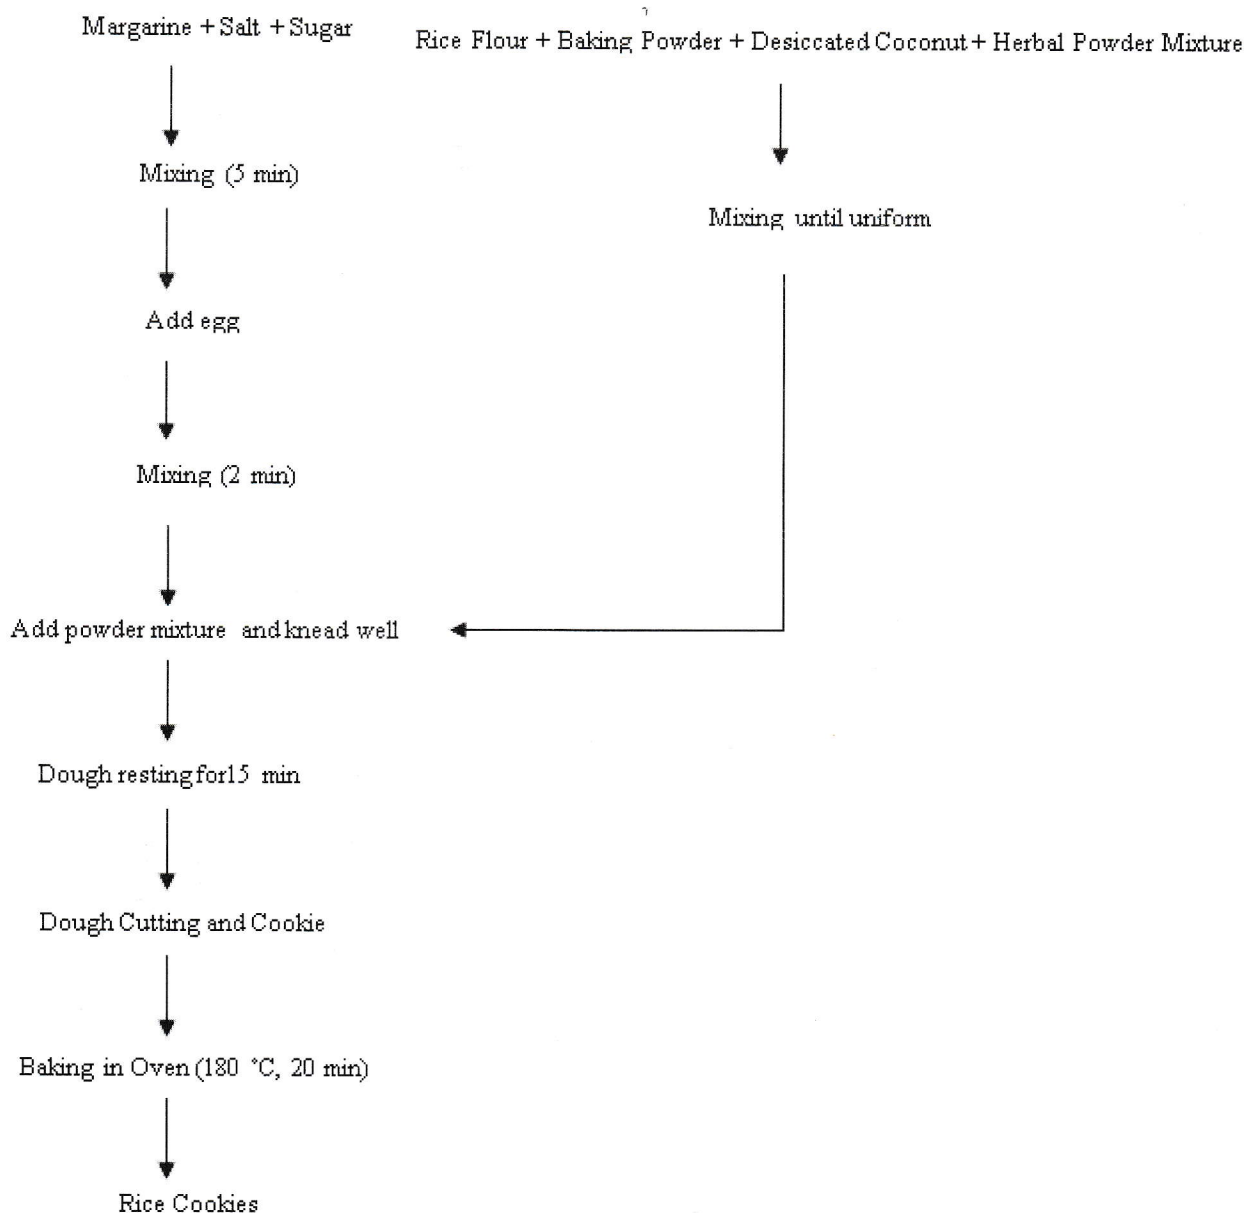 Margarine + Salt + Sugar
Rice Flour + Baking Powder + Desiccated Coconut + Herbal Powder Mixture
Mixing (5 min)
Mixing until uniform
Add egg
Mixing (2 min)
Add powder mixture and knead well
Dough resting for15 min
Dough Cutting and Cookie
Baking in Oven (180 °C, 20 min)
Rice Cookies